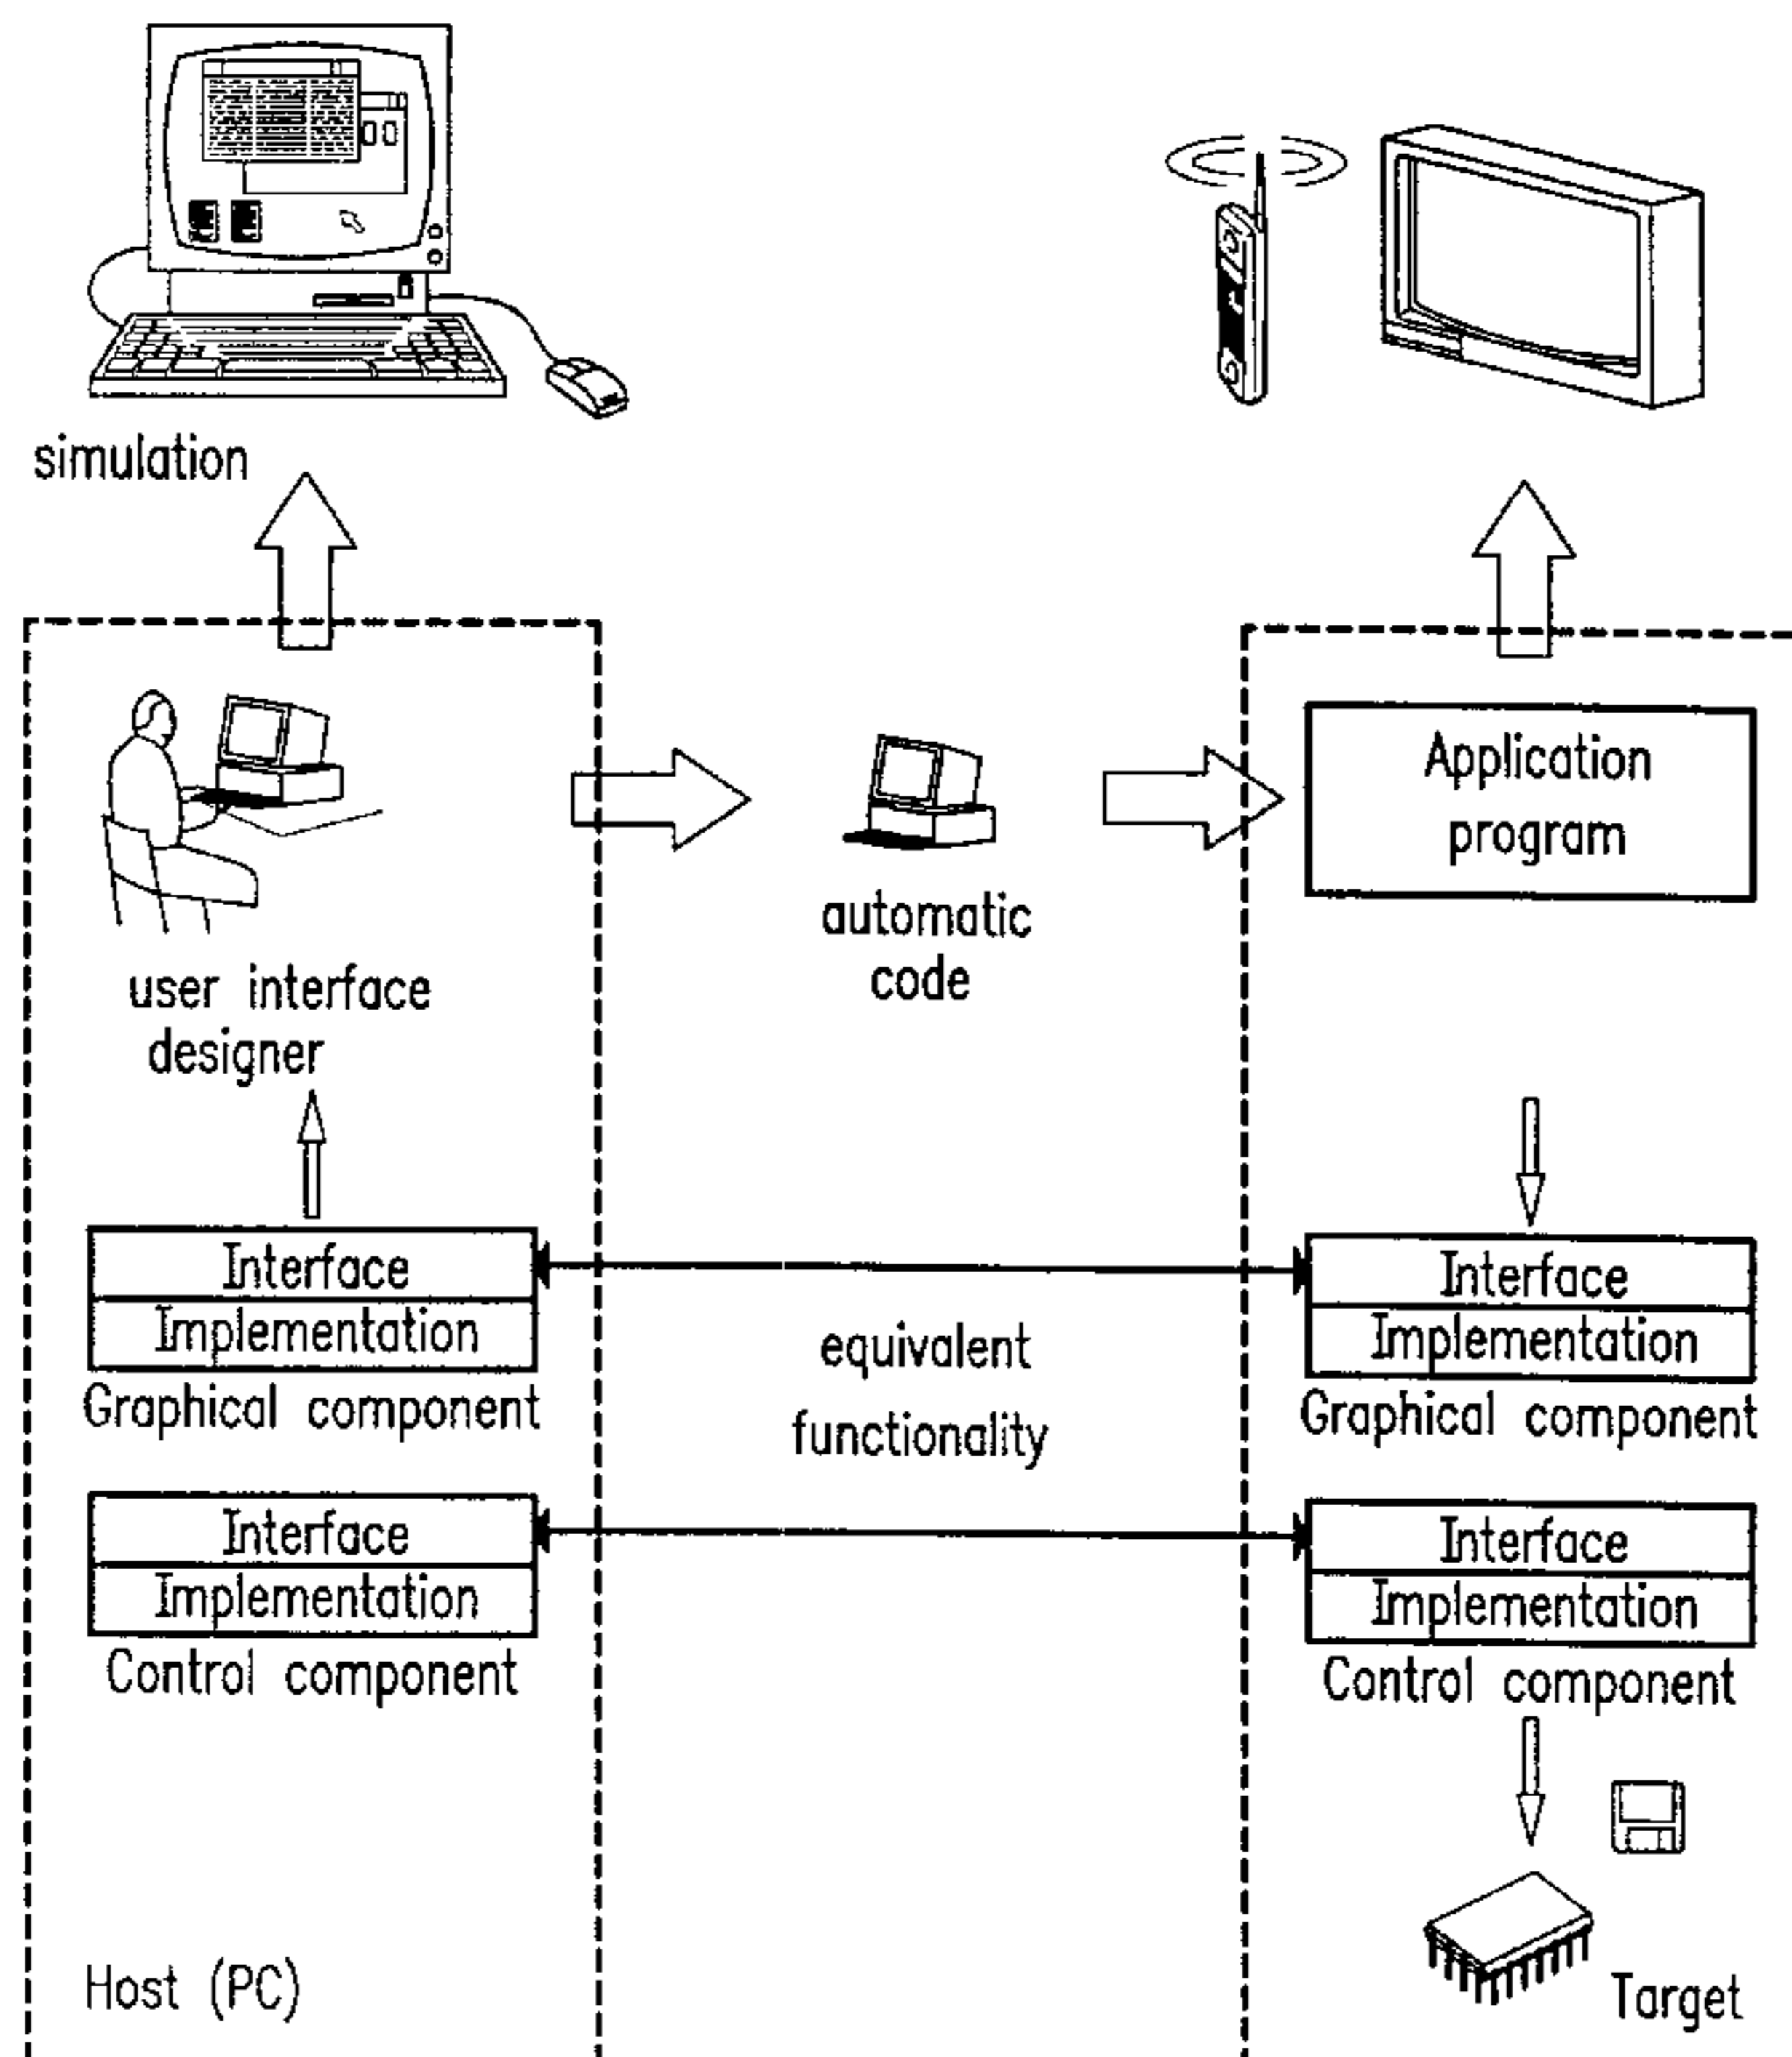 simulation
Application
program
automatic
code
user interface
designer
Interface
Implementation
Graphical component
equivalent
functionality
Interface
Implementation
Graphical component
Interface
Implementation
Control component
Interface
Implementation
Control component
Host (PC)
Target